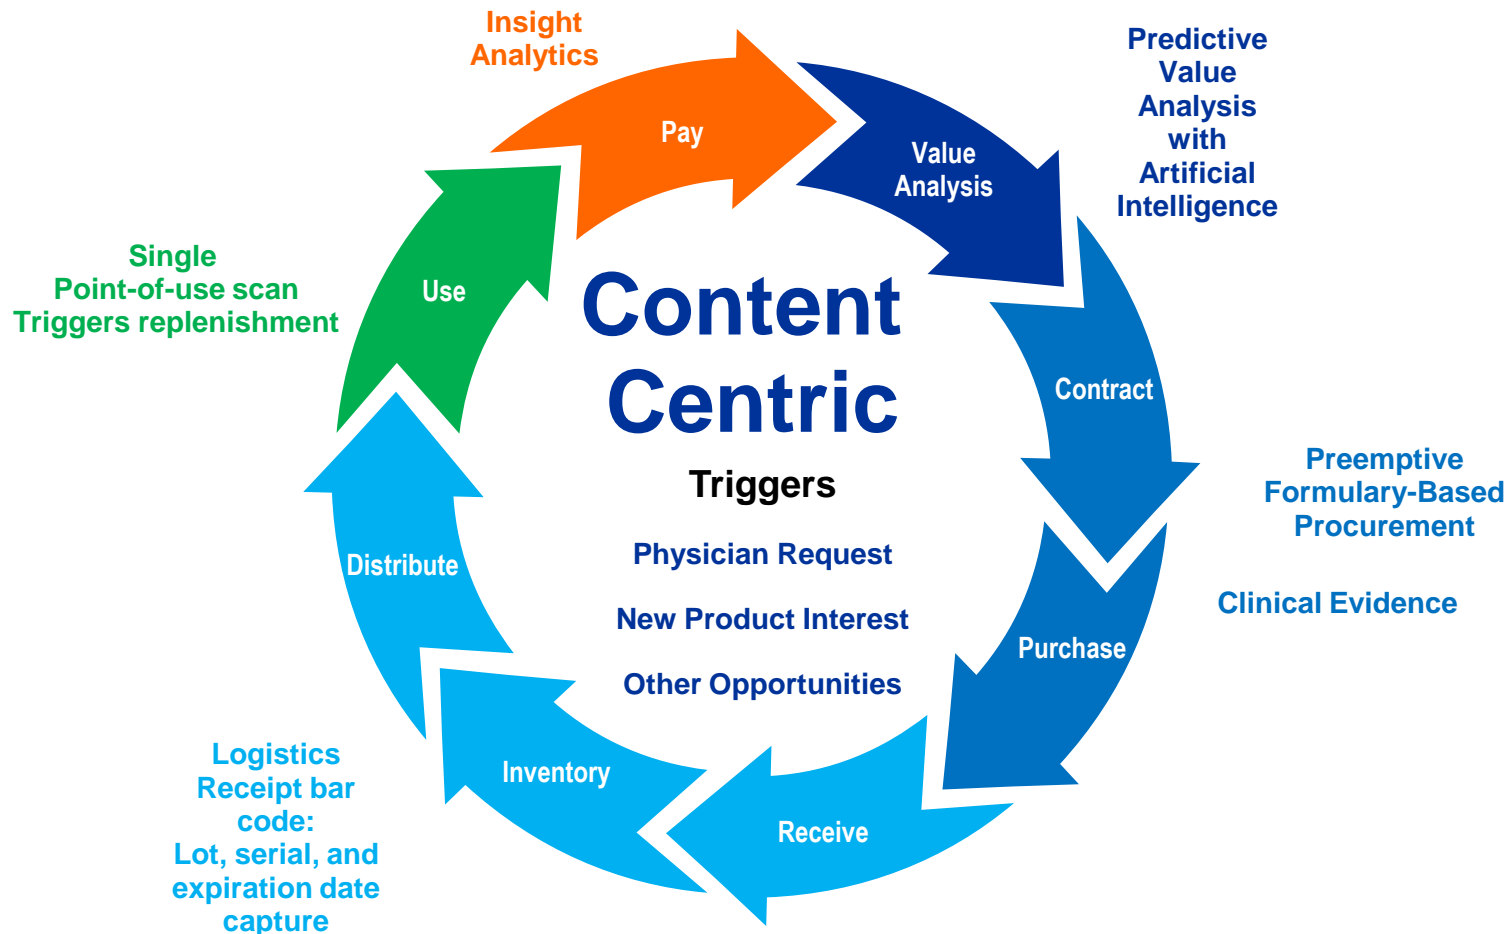 Insight
Analytics
Predictive
Value
Analysis
with
Artificial
Intelligence
Pay
Value
Analysis
Single
Point-of-use scan
Triggers replenishment
Use
Content
Centric
Contract
Triggers
Preemptive
Formulary-Based
Procurement
Physician Request
Distribute
Clinical Evidence
New Product Interest
Purchase
Other Opportunities
Logistics
Receipt bar
code:
Lot, serial, and
expiration date
capture
Inventory
Receive